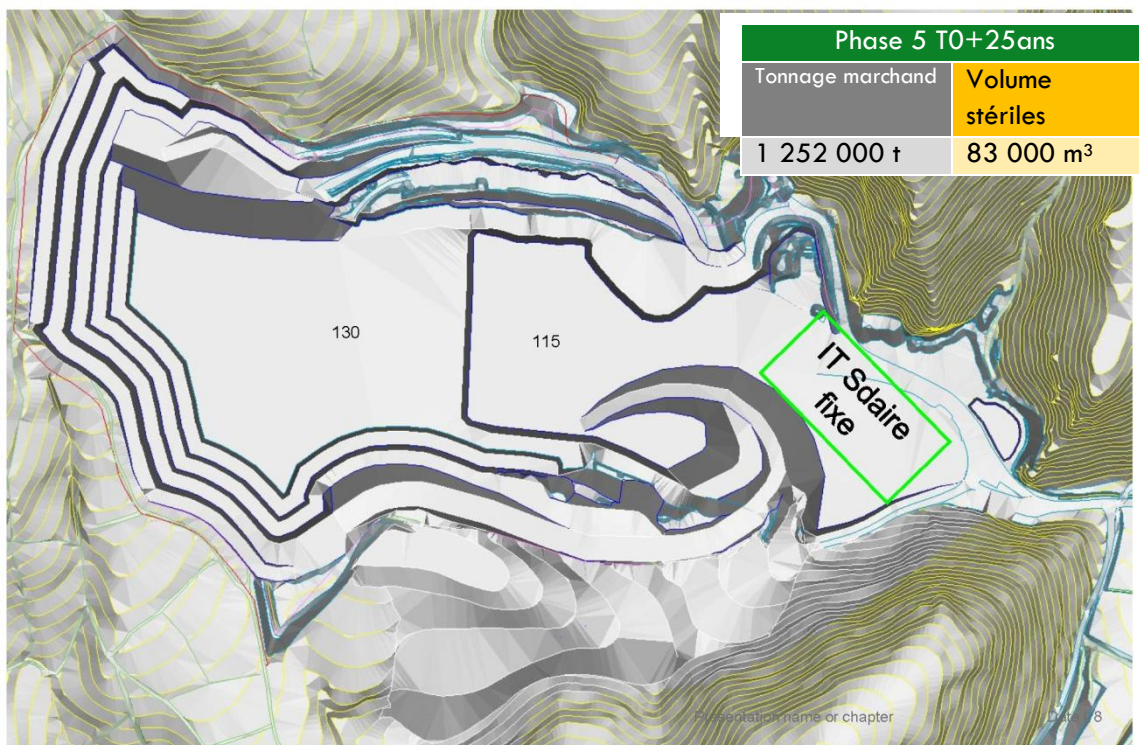 Phase 5 T0+25ans
Tonnage marchand
Volume
stériles
1 252 000 t
83 000 m³
130
115
IT Sdaire
fixe
Presentation name or chapter